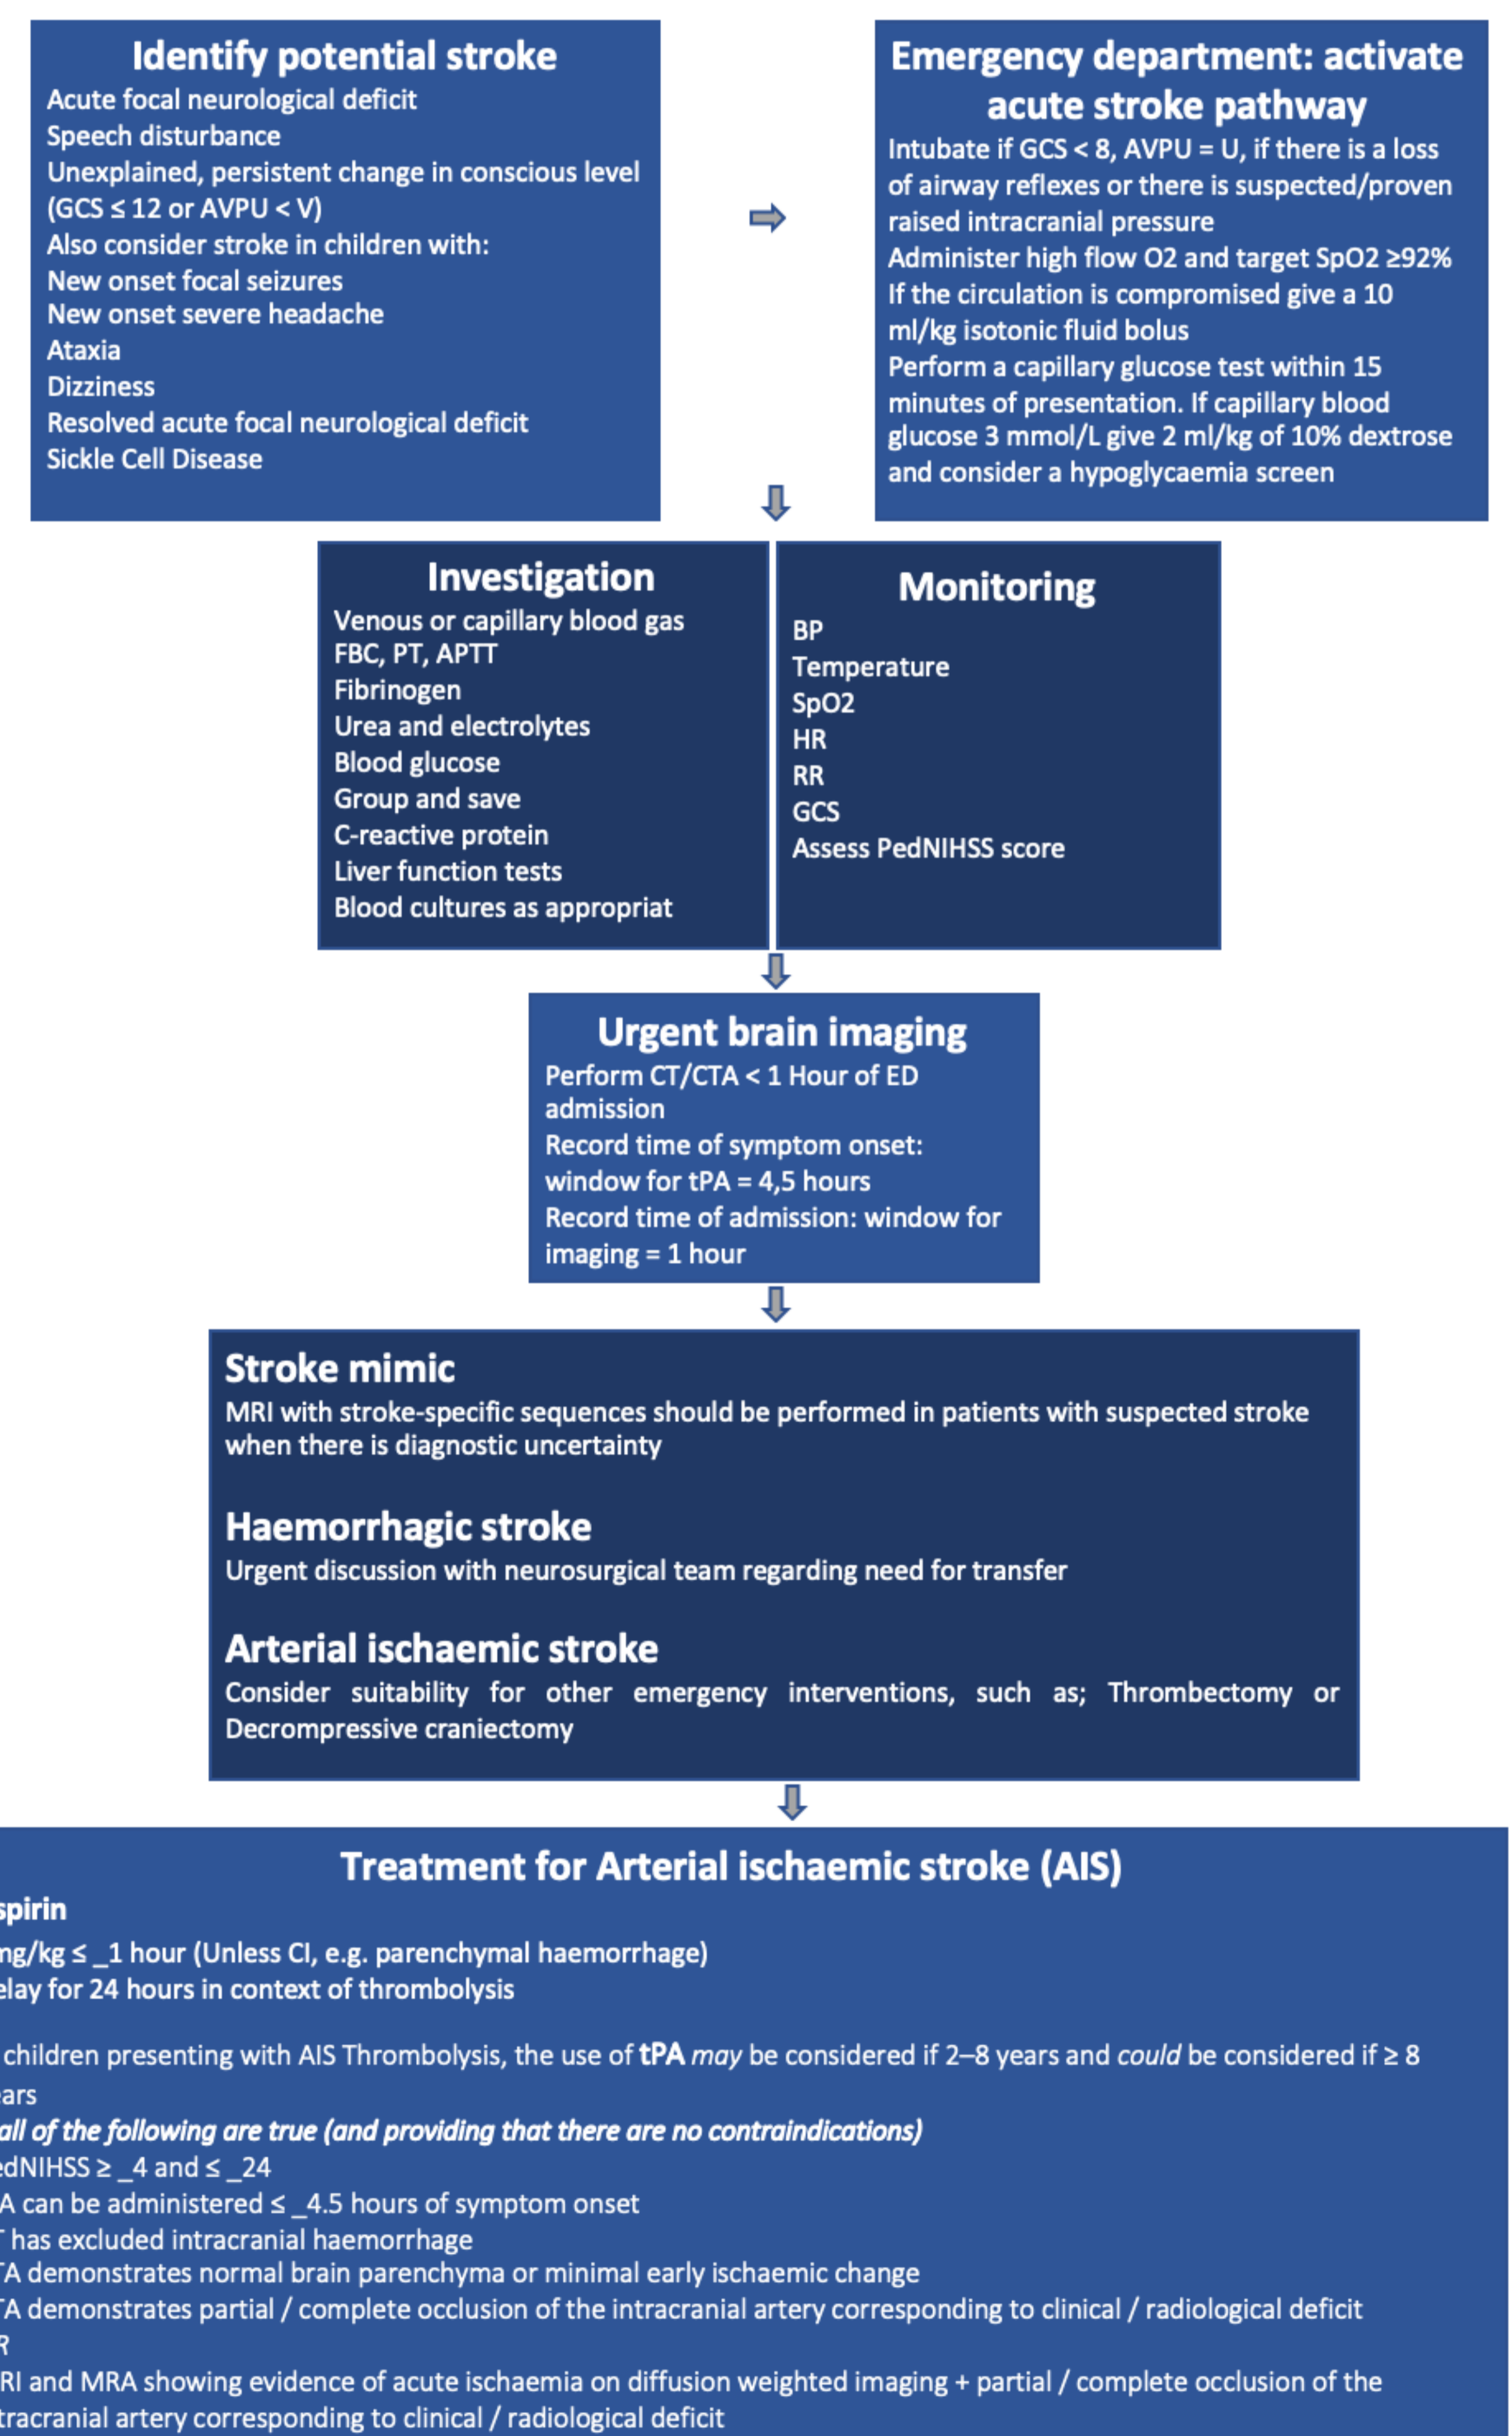 Identify potential stroke
Acute focal neurological deficit
Speech disturbance
Unexplained, persistent change in conscious level
(GCS ≤ 12 or AVPU < V)
Also consider stroke in children with:
New onset focal seizures
New onset severe headache
Ataxia
Dizziness
Resolved acute focal neurological deficit
Sickle Cell Disease
Emergency department: activate
acute stroke pathway
Intubate if GCS < 8, AVPU = U, if there is a loss
of airway reflexes or there is suspected/proven
raised intracranial pressure
Administer high flow O2 and target SpO2 ≥92%
If the circulation is compromised give a 10
ml/kg isotonic fluid bolus
Perform a capillary glucose test within 15
minutes of presentation. If capillary blood
glucose 3 mmol/L give 2 ml/kg of 10% dextrose
and consider a hypoglycaemia screen
Investigation
Venous or capillary blood gas
FBC, PT, APTT
Fibrinogen
Urea and electrolytes
Blood glucose
Group and save
C-reactive protein
Liver function tests
Blood cultures as appropriat
Monitoring
BP
Temperature
SpO2
HR
RR
GCS
Assess PedNIHSS score
Urgent brain imaging
Perform CT/CTA < 1 Hour of ED
admission
Record time of symptom onset:
window for tPA = 4,5 hours
Record time of admission: window for
imaging = 1 hour
Stroke mimic
MRI with stroke-specific sequences should be performed in patients with suspected stroke
when there is diagnostic uncertainty
Haemorrhagic stroke
Urgent discussion with neurosurgical team regarding need for transfer
Arterial ischaemic stroke
Consider suitability for other emergency interventions, such as; Thrombectomy or
Decrompressive craniectomy
Treatment for Arterial ischaemic stroke (AIS)
spirin
mg/kg ≤ _1 hour (Unless CI, e.g. parenchymal haemorrhage)
elay for 24 hours in context of thrombolysis
children presenting with AIS Thrombolysis, the use of tPA may be considered if 2–8 years and could be considered if ≥ 8
ars
all of the following are true (and providing that there are no contraindications)
edNIHSS ≥ _4 and ≤ _24
A can be administered ≤ _4.5 hours of symptom onset
T has excluded intracranial haemorrhage
TA demonstrates normal brain parenchyma or minimal early ischaemic change
TA demonstrates partial / complete occlusion of the intracranial artery corresponding to clinical / radiological deficit
R
RI and MRA showing evidence of acute ischaemia on diffusion weighted imaging + partial / complete occlusion of the
tracranial artery corresponding to clinical / radiological deficit